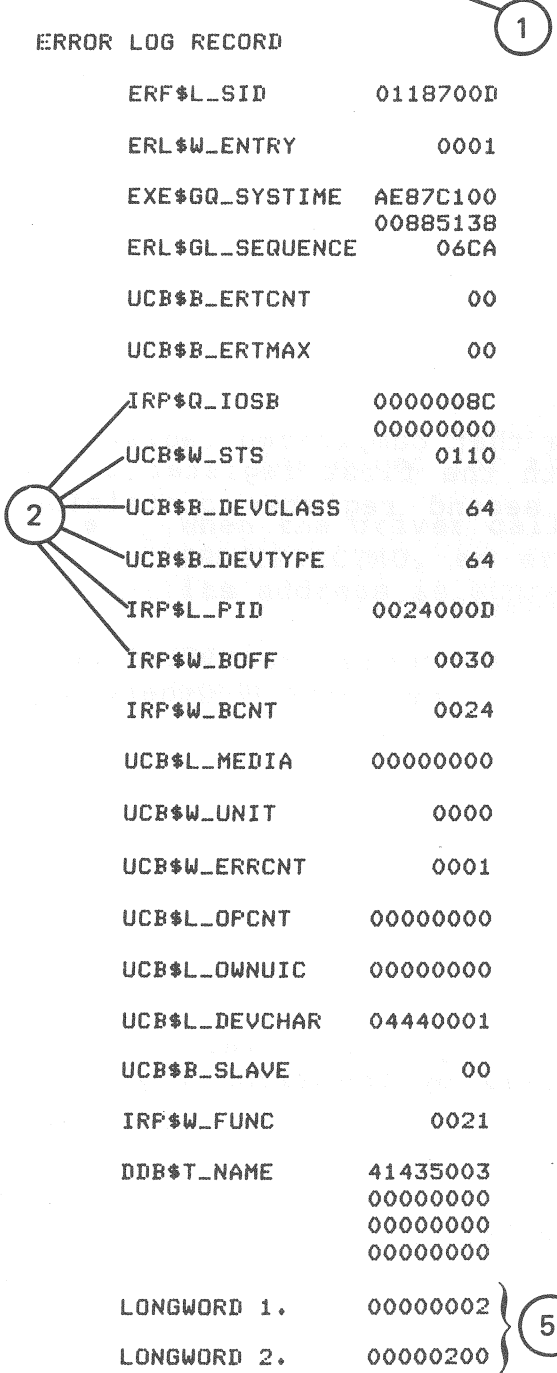 1
ERROR LOG RECORD
ERF$L_SID 0118700D
ERL$W_ENTRY 0001
EXE$GQ_SYSTIME AE87C100
00885138
ERL$GL_SEQUENCE 06CA
UCB$B_ERTCNT 00
UCB$B_ERTMAX 00
IRP$Q_IOSB 0000008C
00000000
UCB$W_STS 0110
2
UCB$B_DEVCLASS 64
UCB$B_DEVTYPE 64
IRP$L_PID 0024000D
IRP$W_BOFF 0030
IRP$W_BCNT 0024
UCB$L_MEDIA 00000000
UCB$W_UNIT 0000
UCB$W_ERRCNT 0001
UCB$L_OPCNT 00000000
UCB$L_OWNUIC 00000000
UCB$L_DEVCHAR 04440001
UCB$B_SLAVE 00
IRP$W_FUNC 0021
DDB$T_NAME 41435003
00000000
00000000
00000000
LONGWORD 1. 00000002
5
LONGWORD 2. 00000200